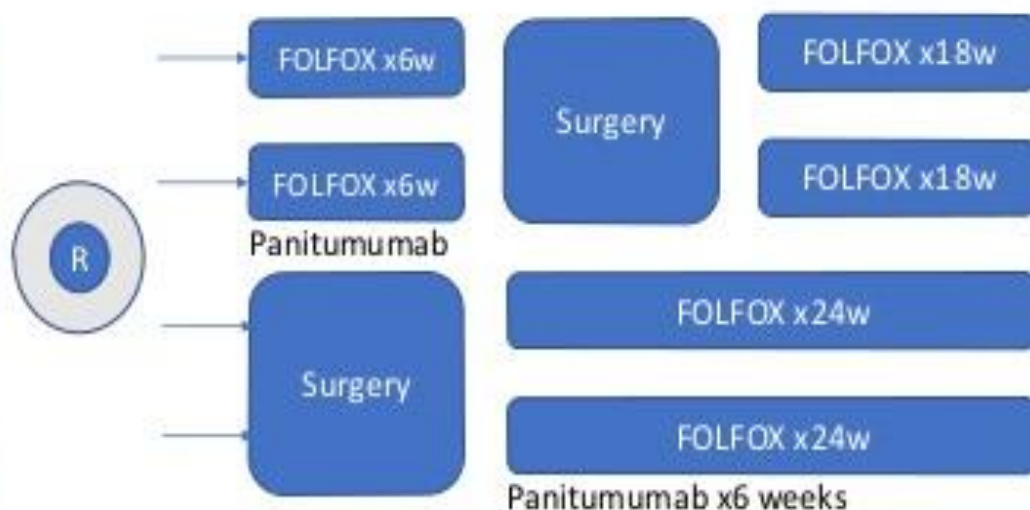 FOLFOX x6w
Surgery
FOLFOX x18w
FOLFOX x6w
FOLFOX x18w
Panitumumab
R
Surgery
FOLFOX x24w
FOLFOX x24w
Panitumumab x6 weeks